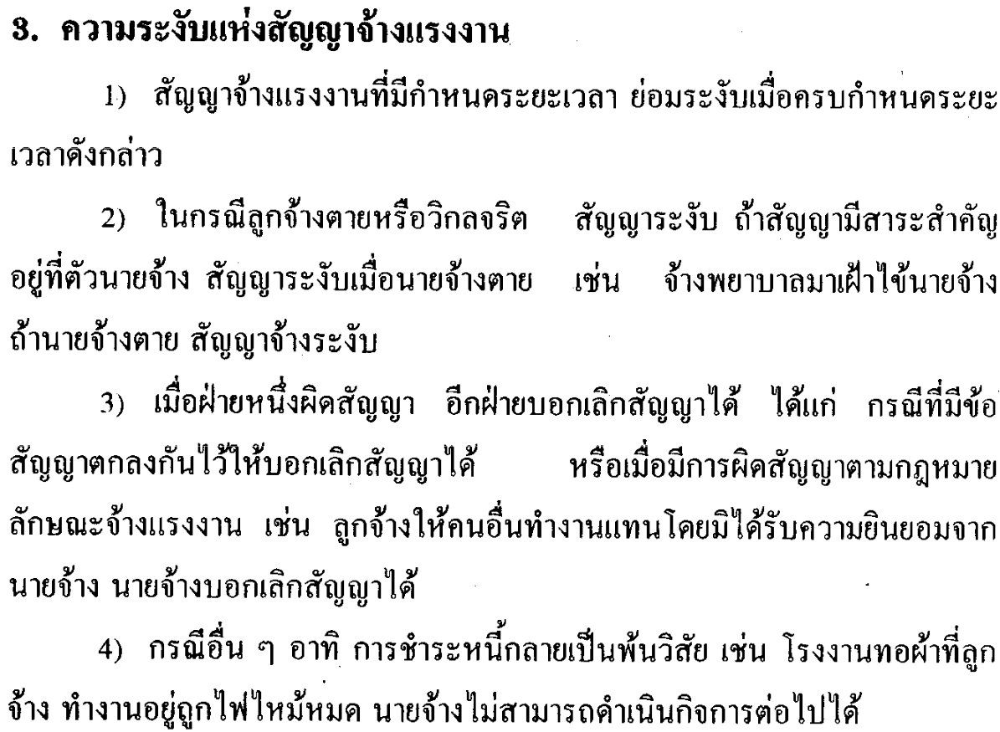 3. ความระงับแห่งสัญญาจ้างแรงงาน
1) สัญญาจ้างแรงงานที่มีกำหนดระยะเวลา ย่อมระงับเมื่อครบกำหนดระยะ
เวลาดังกล่าว
2) ในกรณีลูกจ้างตายหรือวิกลจริต สัญญาระงับ ถ้าสัญญามีสาระสำคัญ
อยู่ที่ตัวนายจ้าง สัญญาระงับเมื่อนายจ้างตาย เช่น จ้างพยาบาลมาเฝ้าไข้นายจ้าง
ถ้านายจ้างตาย สัญญาจ้างระงับ
3) เมื่อฝ่ายหนึ่งผิดสัญญา อีกฝ่ายบอกเลิกสัญญาได้ ได้แก่ กรณีที่มีข้อ
สัญญาตกลงกันไว้ให้บอกเลิกสัญญาได้ หรือเมื่อมีการผิดสัญญาตามกฎหมาย
ลักษณะจ้างแรงงาน เช่น ลูกจ้างให้คนอื่นทำงานแทนโดยมิได้รับความยินยอมจาก
นายจ้าง นายจ้างบอกเลิกสัญญาได้
4) กรณีอื่น ๆ อาทิ การชำระหนี้กลายเป็นพ้นวิสัย เช่น โรงงานทอผ้าที่ลูก
จ้าง ทำงานอยู่ถูกไฟไหม้หมด นายจ้างไม่สามารถดำเนินกิจการต่อไปได้